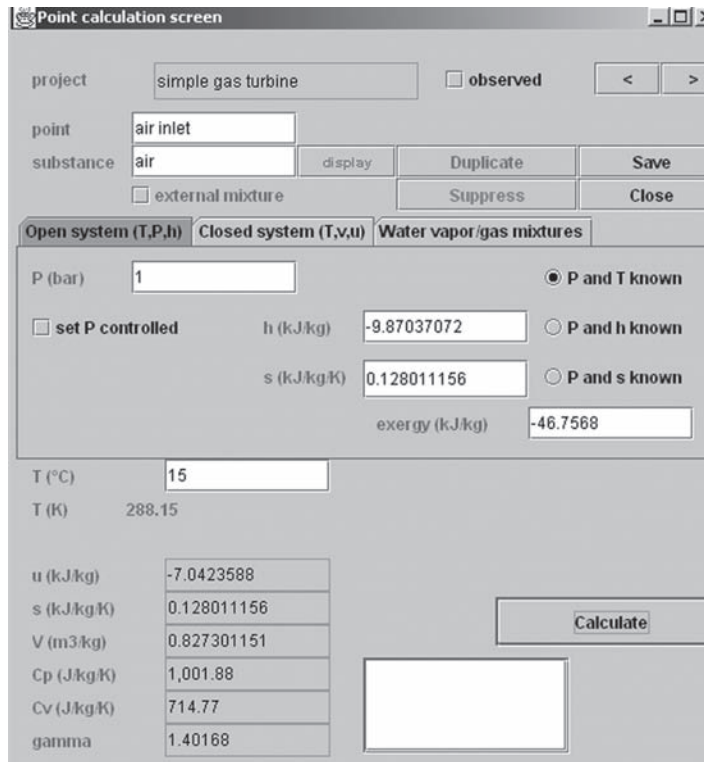 Point calculation screen
project simple gas turbine observed < >
point air inlet
substance air display Duplicate Save
external mixture Suppress Close
Open system (T,P,h) Closed system (T,v,u) Water vapor/gas mixtures
P (bar) 1 P and T known
set P controlled h (kJ/kg) -9.87037072 P and h known
s (kJ/kg/K) 0.128011156 P and s known
exergy (kJ/kg) -46.7568
T (°C) 15
T (K) 288.15
u (kJ/kg) -7.0423588
s (kJ/kg/K) 0.128011156
V (m3/kg) 0.827301151
Calculate
Cp (J/kg/K) 1,001.88
Cv (J/kg/K) 714.77
gamma 1.40168